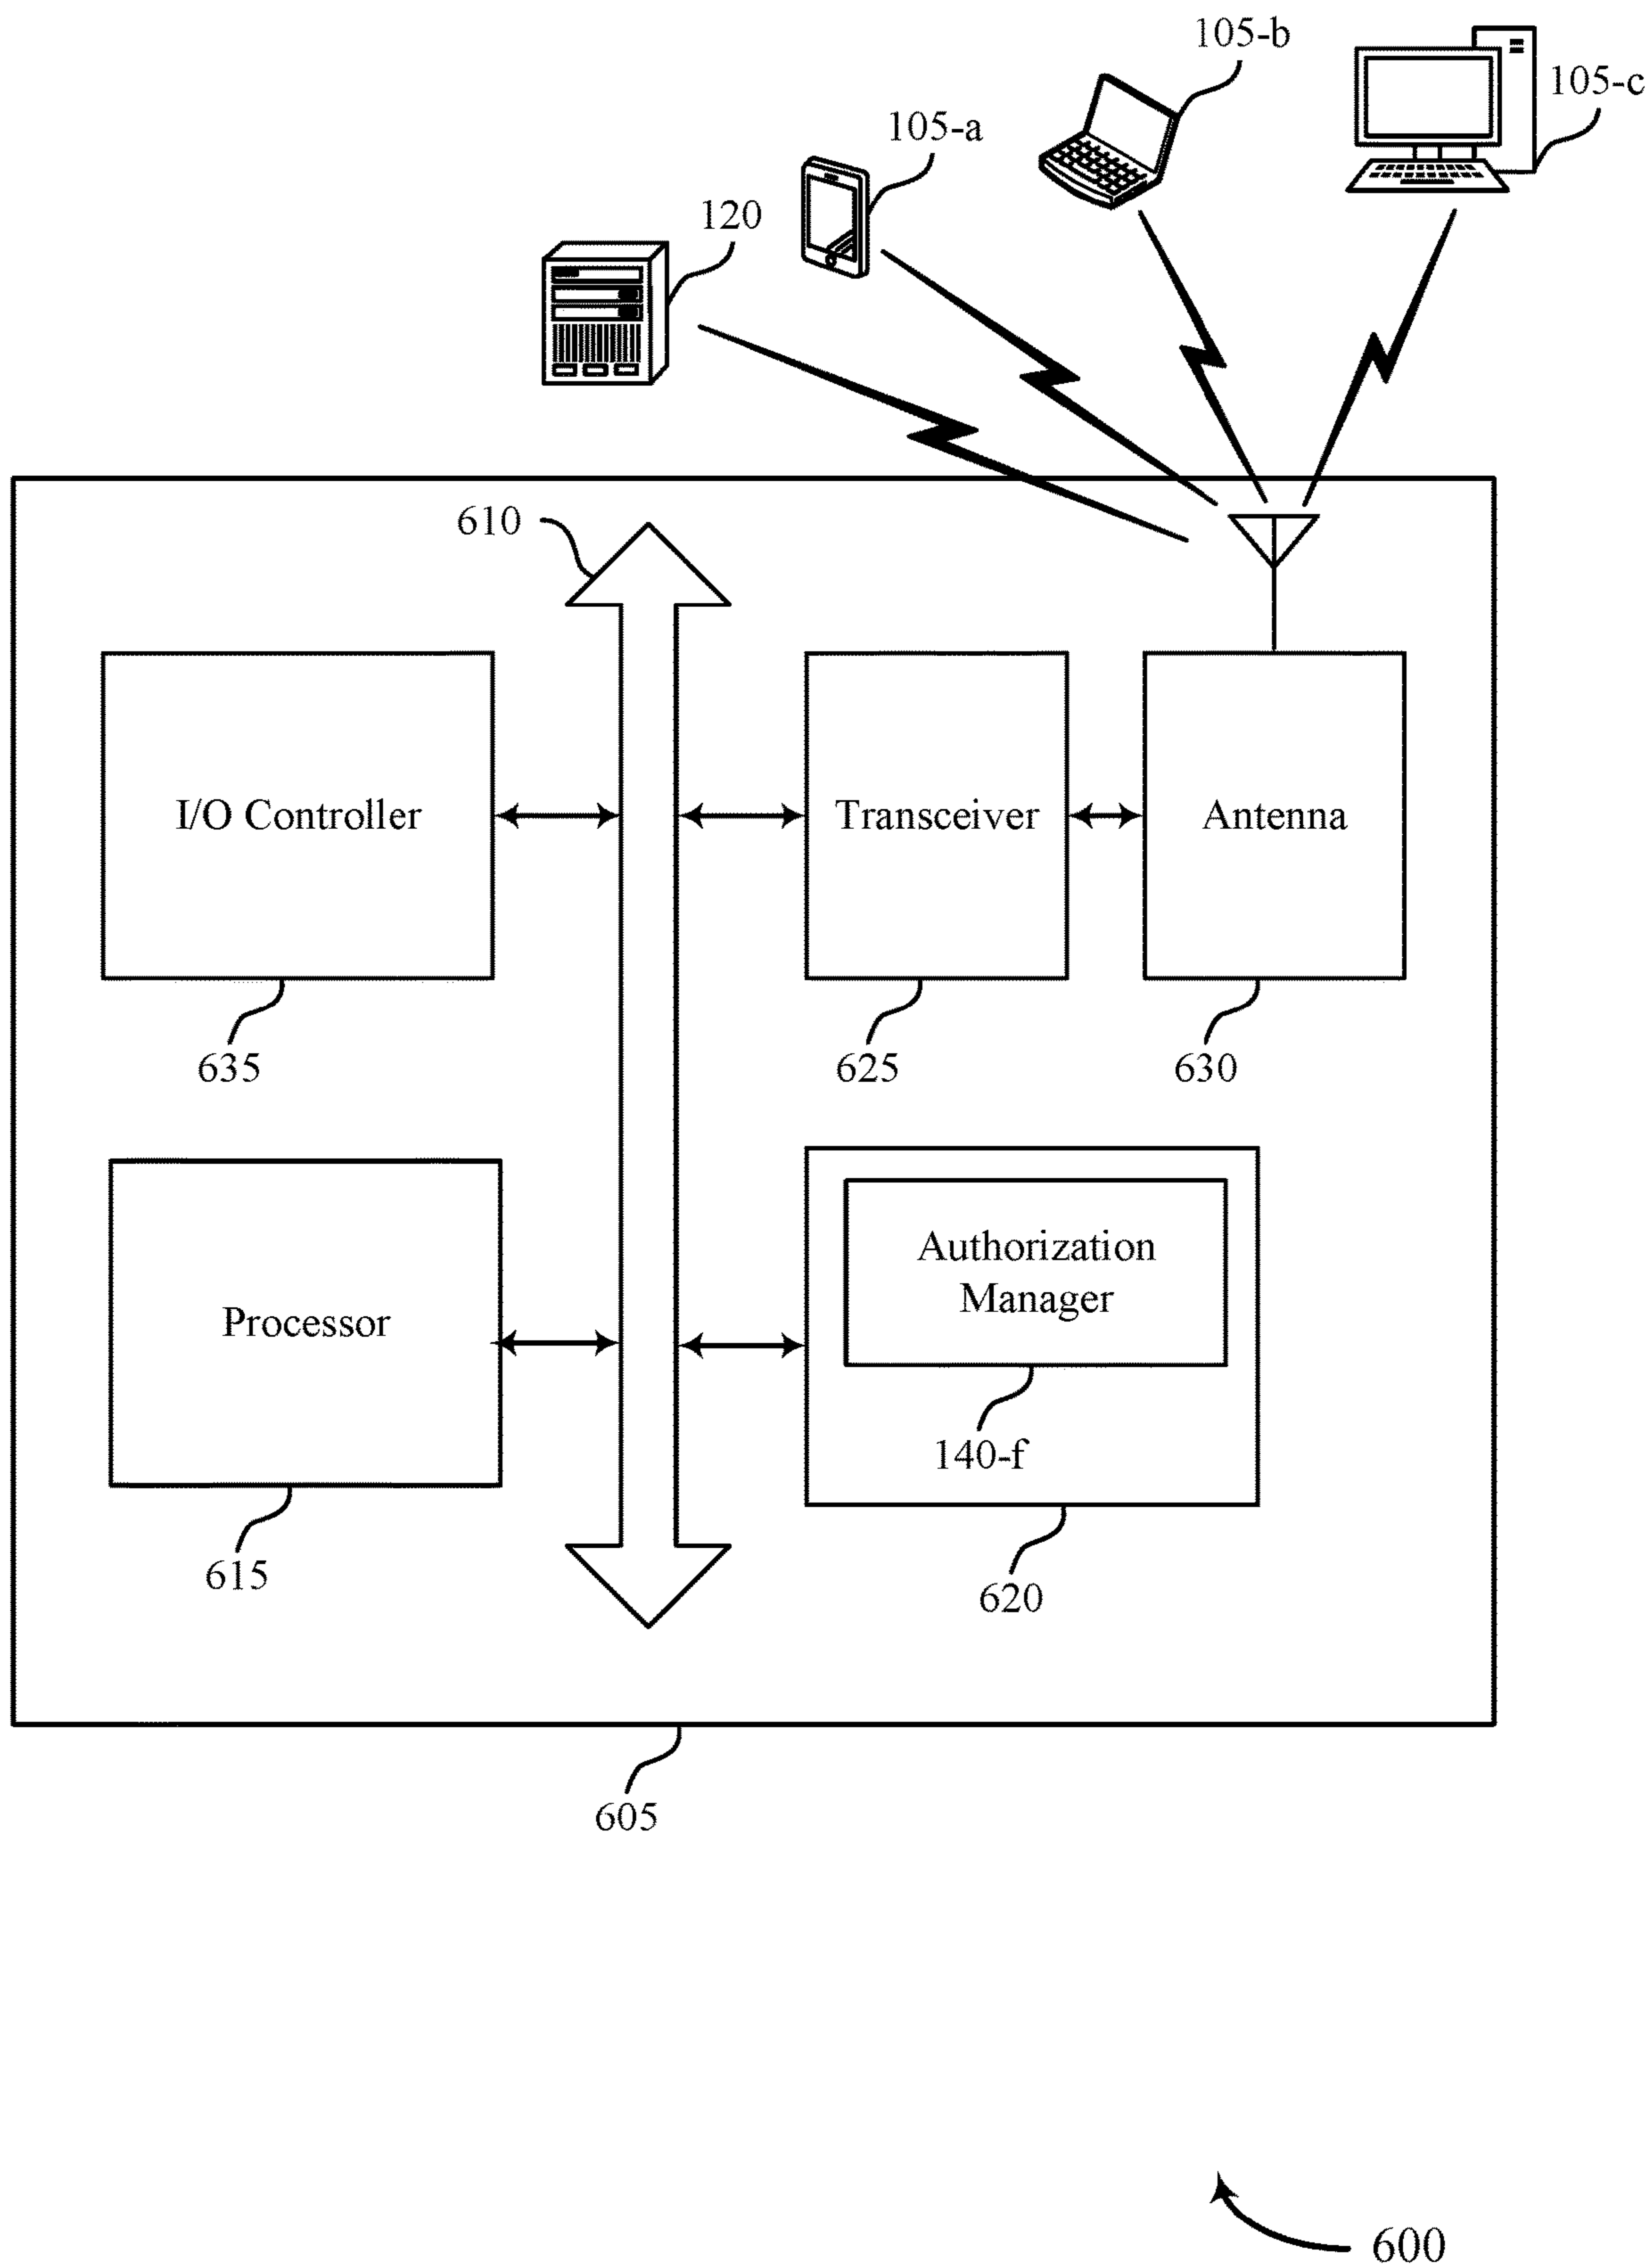 105-b
105-c
105-a
120
610
I/O Controller
Transceiver
Antenna
635
625
630
Authorization
Manager
Processor
140-f
615
620
605
600